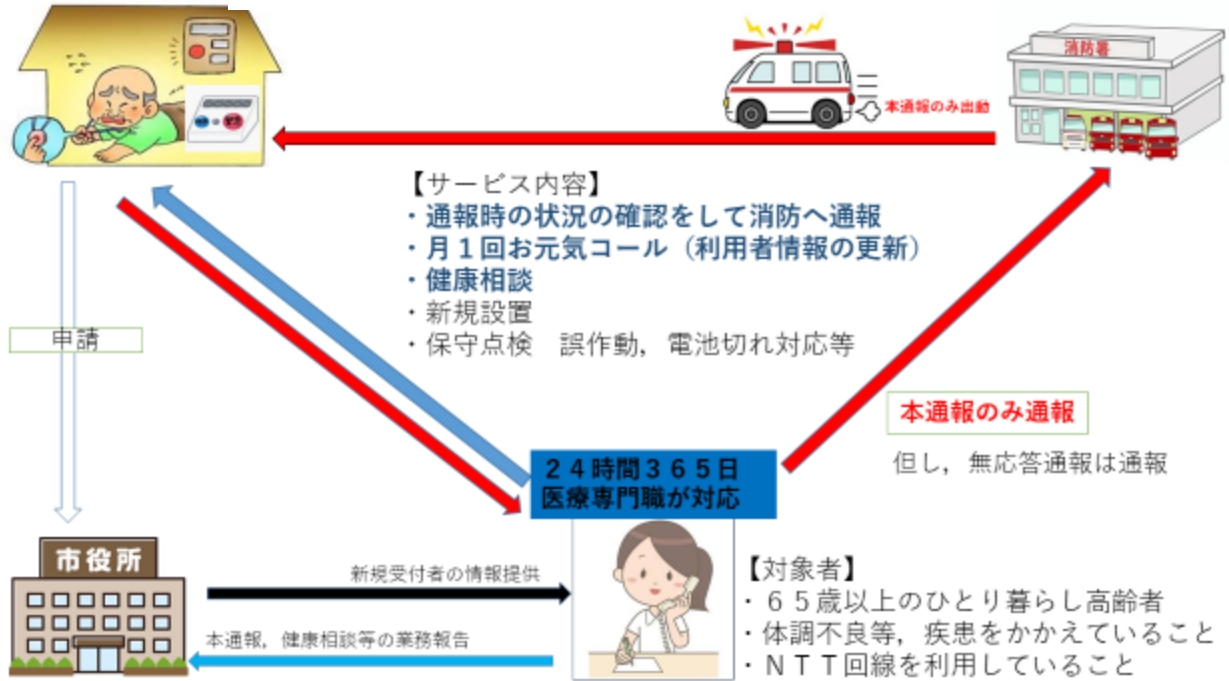 消防署
本通報のみ出動
【サービス内容】
・通報時の状況の確認をして消防へ通報
・月１回お元気コール（利用者情報の更新）
・健康相談
・新規設置
・保守点検　誤作動，電池切れ対応等
申請
本通報のみ通報
但し，無応答通報は通報
２４時間３６５日
医療専門職が対応
市役所
新規受付者の情報提供
本通報，健康相談等の業務報告
【対象者】
・６５歳以上のひとり暮らし高齢者
・体調不良等，疾患をかかえていること
・ＮＴＴ回線を利用していること